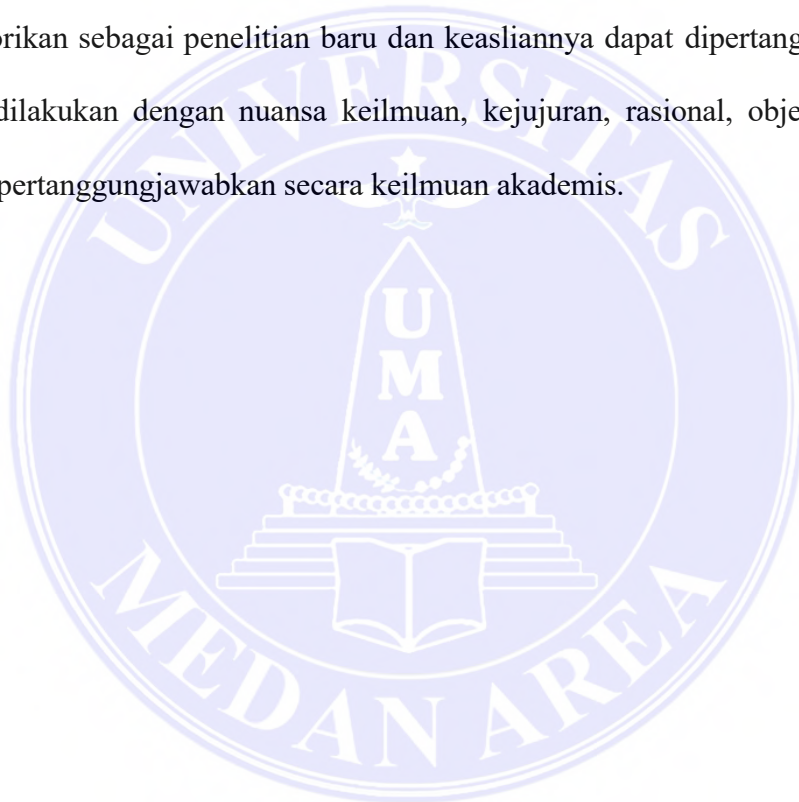 orikan sebagai penelitian baru dan keasliannya dapat dipertang
dilakukan dengan nuansa keilmuan, kejujuran, rasional, obje
pertanggungjawabkan secara keilmuan akademis.
UNIVERSITAS
U
M
A
MEDAN AREA